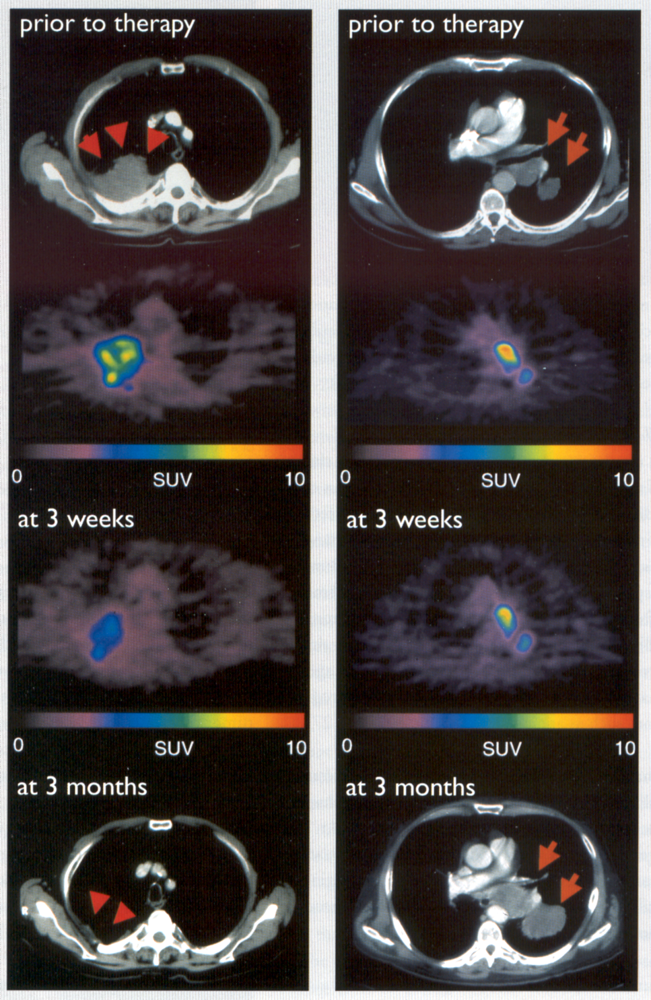 prior to therapy
0 SUV 10
at 3 weeks
0 SUV 10
at 3 months
prior to therapy
0 SUV 10
at 3 weeks
0 SUV 10
at 3 months